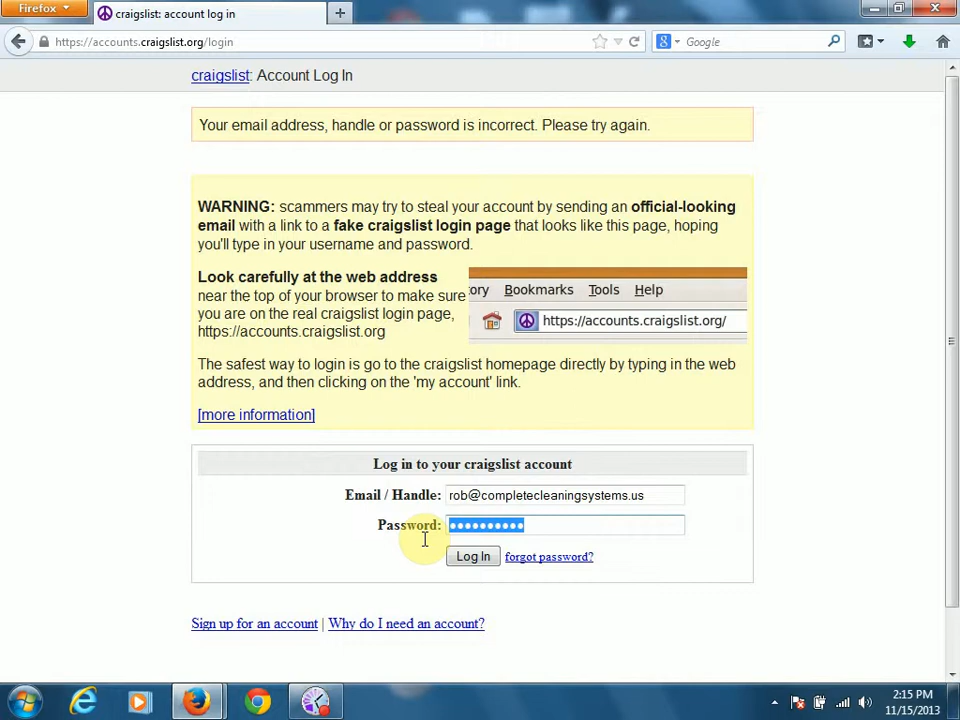 Firefox
craigslist: account log in
https://accounts.craigslist.org/login
Google
craigslist: Account Log In
Your email address, handle or password is incorrect. Please try again.
WARNING: scammers may try to steal your account by sending an official-looking
email with a link to a fake craigslist login page that looks like this page, hoping
you'll type in your username and password.
Look carefully at the web address
near the top of your browser to make sure
you are on the real craigslist login page,
https://accounts.craigslist.org
ory Bookmarks Tools Help
https://accounts.craigslist.org/
The safest way to login is go to the craigslist homepage directly by typing in the web
address, and then clicking on the 'my account' link.
[more information]
Log in to your craigslist account
Email / Handle: rob@completecleaningsystems.us
Password: ••••••••••
Log In forgot password?
Sign up for an account | Why do I need an account?
2:15 PM
11/15/2013